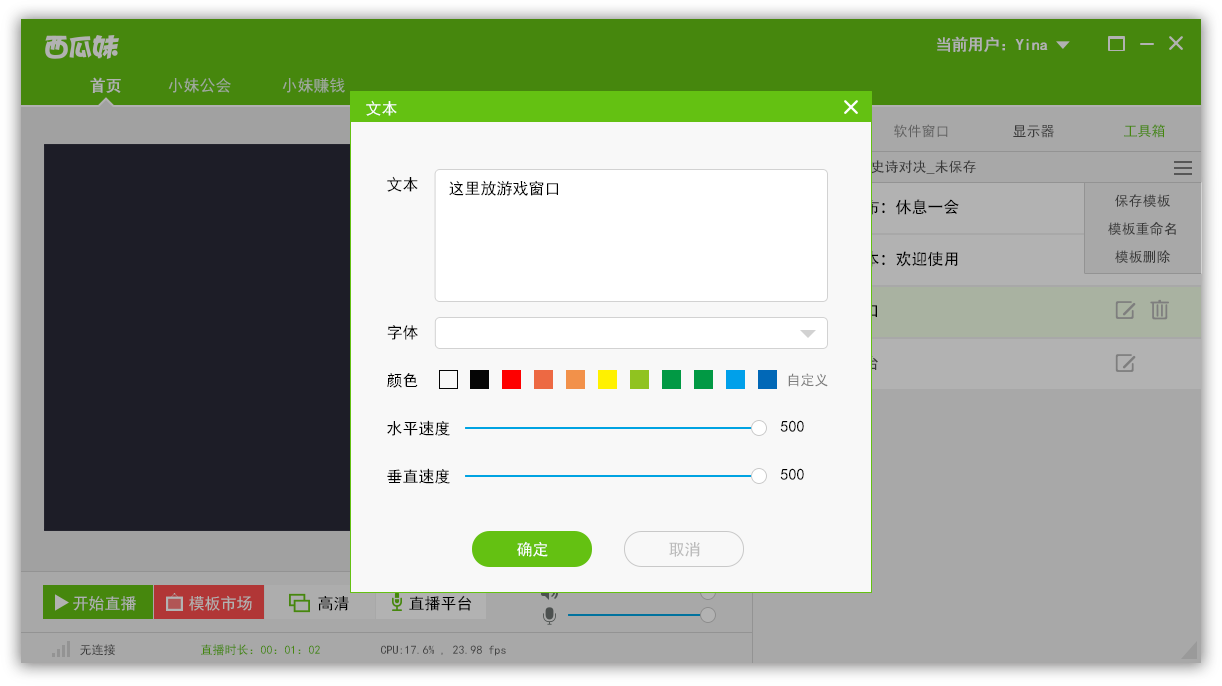 西瓜妹
当前用户：Yina
首页
小妹公会
小妹赚钱
文本
软件窗口
显示器
工具箱
史诗对决_未保存
保存模板
模板重命名
模板删除
布：休息一会
本：欢迎使用
口
台
文本
这里放游戏窗口
字体
颜色
自定义
水平速度
500
垂直速度
500
确定
取消
开始直播
模板市场
高清
直播平台
无连接
直播时长：00：01：02
CPU:17.6% , 23.98 fps